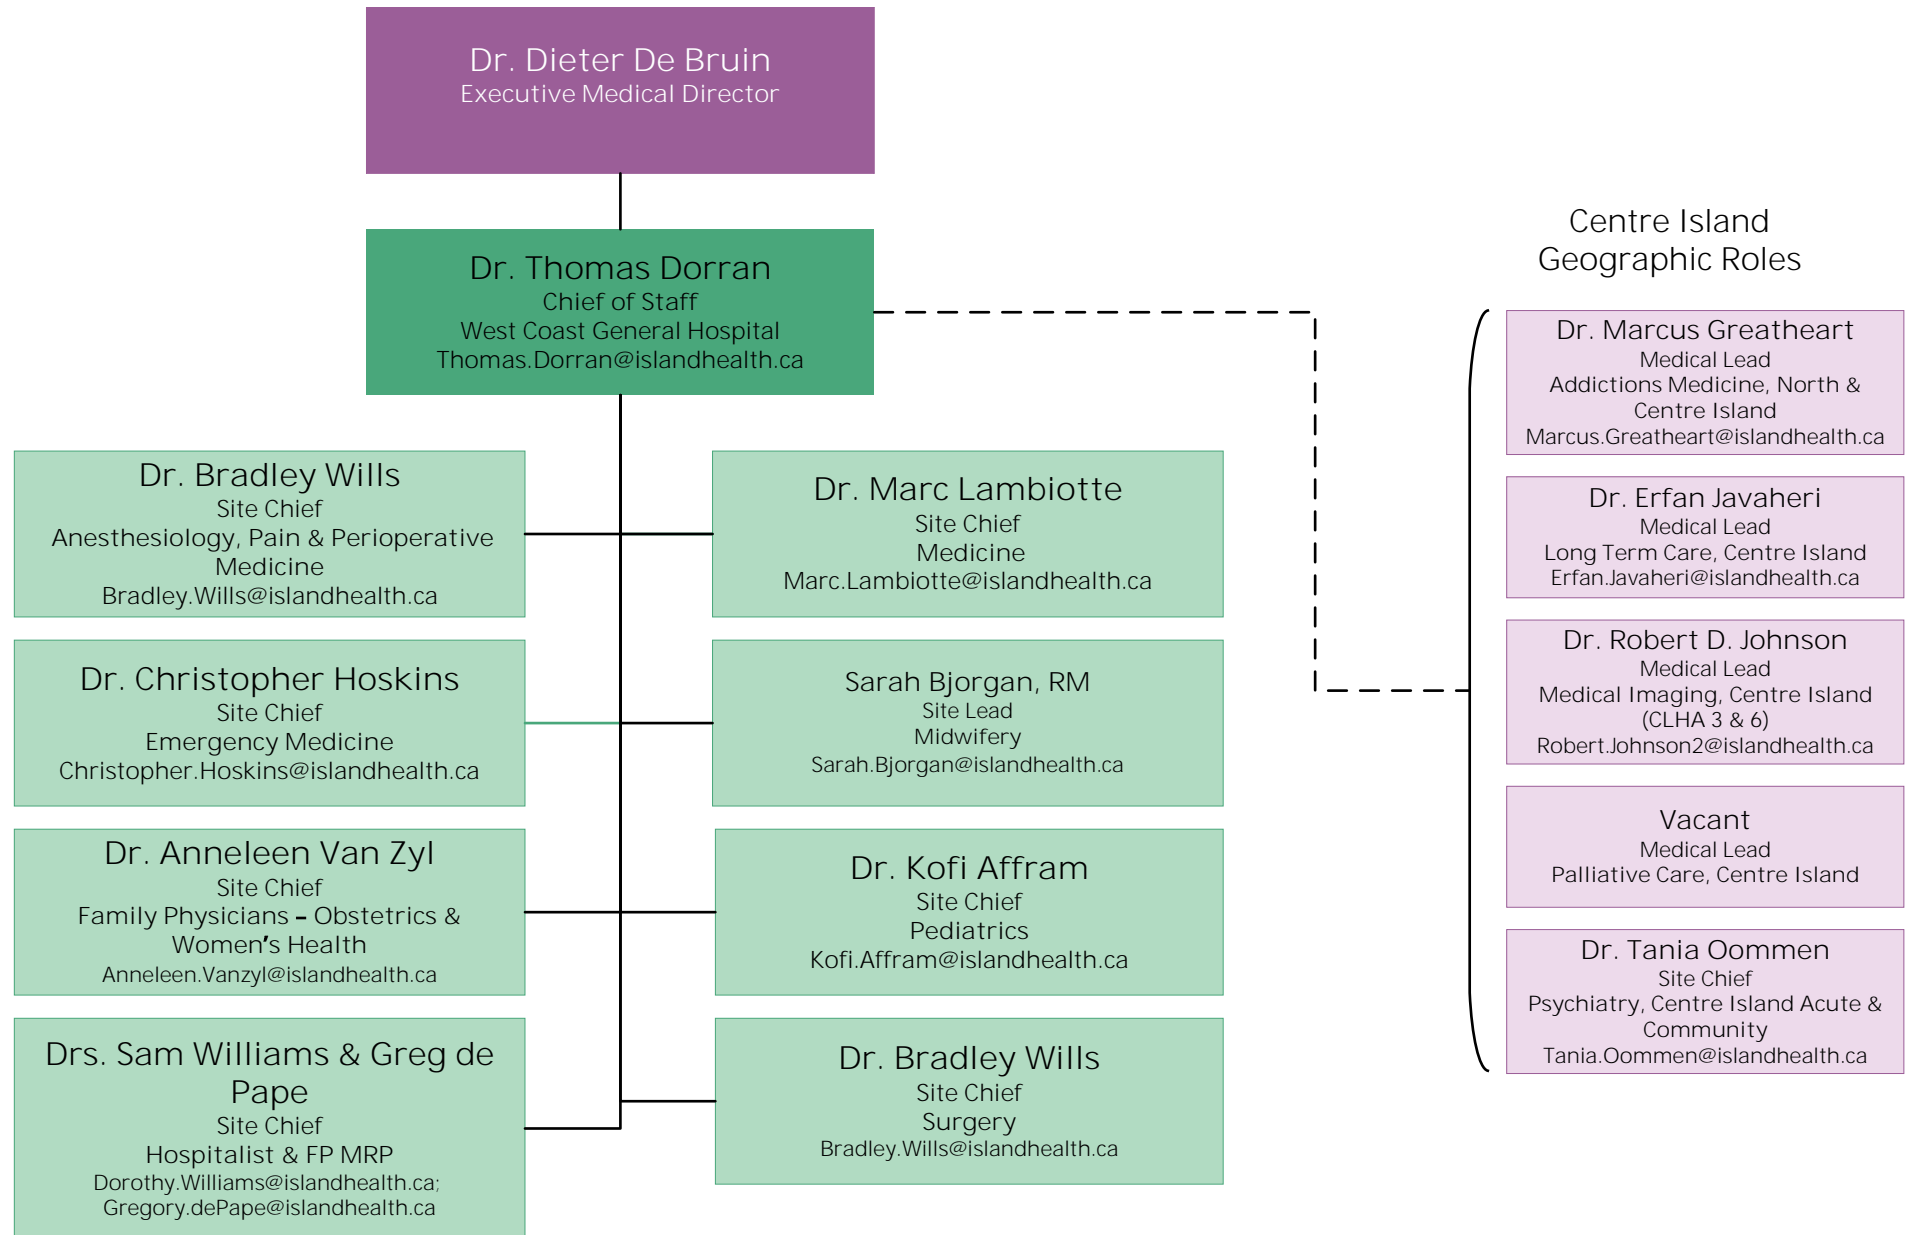 Dr. Dieter De Bruin
Executive Medical Director
Dr. Thomas Dorran
Chief of Staff
West Coast General Hospital
Thomas.Dorran@islandhealth.ca
Dr. Bradley Wills
Site Chief
Anesthesiology, Pain & Perioperative
Medicine
Bradley.Wills@islandhealth.ca
Dr. Marc Lambiotte
Site Chief
Medicine
Marc.Lambiotte@islandhealth.ca
Dr. Christopher Hoskins
Site Chief
Emergency Medicine
Christopher.Hoskins@islandhealth.ca
Sarah Bjorgan, RM
Site Lead
Midwifery
Sarah.Bjorgan@islandhealth.ca
Dr. Anneleen Van Zyl
Site Chief
Family Physicians – Obstetrics &
Women's Health
Anneleen.Vanzyl@islandhealth.ca
Dr. Kofi Affram
Site Chief
Pediatrics
Kofi.Affram@islandhealth.ca
Drs. Sam Williams & Greg de
Pape
Site Chief
Hospitalist & FP MRP
Dorothy.Williams@islandhealth.ca;
Gregory.dePape@islandhealth.ca
Dr. Bradley Wills
Site Chief
Surgery
Bradley.Wills@islandhealth.ca
Centre Island
Geographic Roles
Dr. Marcus Greatheart
Medical Lead
Addictions Medicine, North &
Centre Island
Marcus.Greatheart@islandhealth.ca
Dr. Erfan Javaheri
Medical Lead
Long Term Care, Centre Island
Erfan.Javaheri@islandhealth.ca
Dr. Robert D. Johnson
Medical Lead
Medical Imaging, Centre Island
(CLHA 3 & 6)
Robert.Johnson2@islandhealth.ca
Vacant
Medical Lead
Palliative Care, Centre Island
Dr. Tania Oommen
Site Chief
Psychiatry, Centre Island Acute &
Community
Tania.Oommen@islandhealth.ca